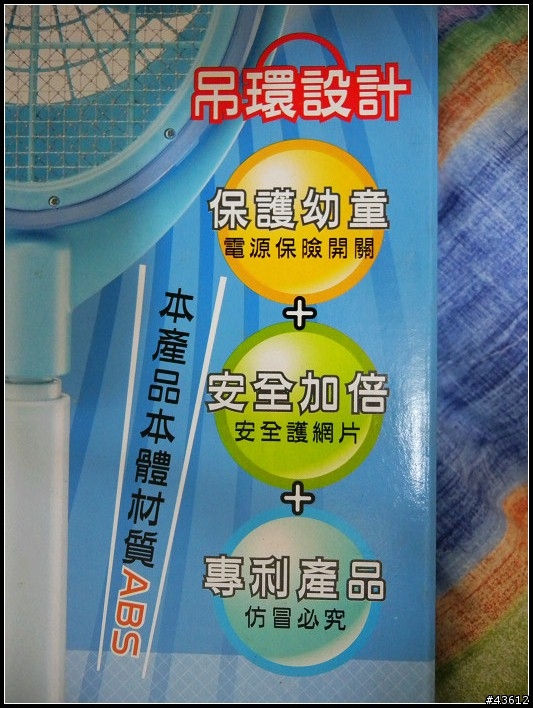 吊環設計
保護幼童
電源保險開關
+
安全加倍
安全護網片
+
專利產品
仿冒必究
本產品本體材質ABS
#43612